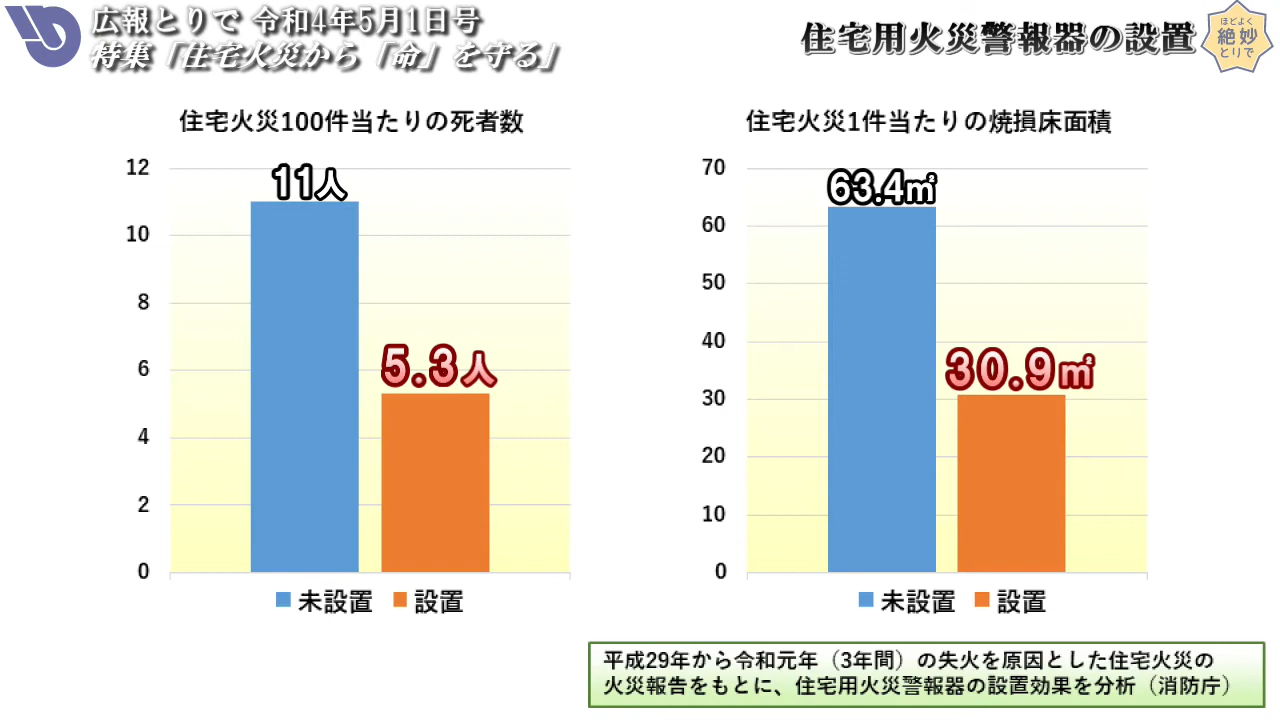 広報とりで 令和4年5月1日号
特集「住宅火災から「命」を守る」
住宅用火災警報器の設置
ほどよく
絶妙
とりで
住宅火災100件当たりの死者数
12
10
8
6
4
2
0
11人
5.3人
未設置 設置
住宅火災1件当たりの焼損床面積
70
60
50
40
30
20
10
0
63.4㎡
30.9㎡
未設置 設置
平成29年から令和元年（3年間）の失火を原因とした住宅火災の
火災報告をもとに、住宅用火災警報器の設置効果を分析（消防庁）